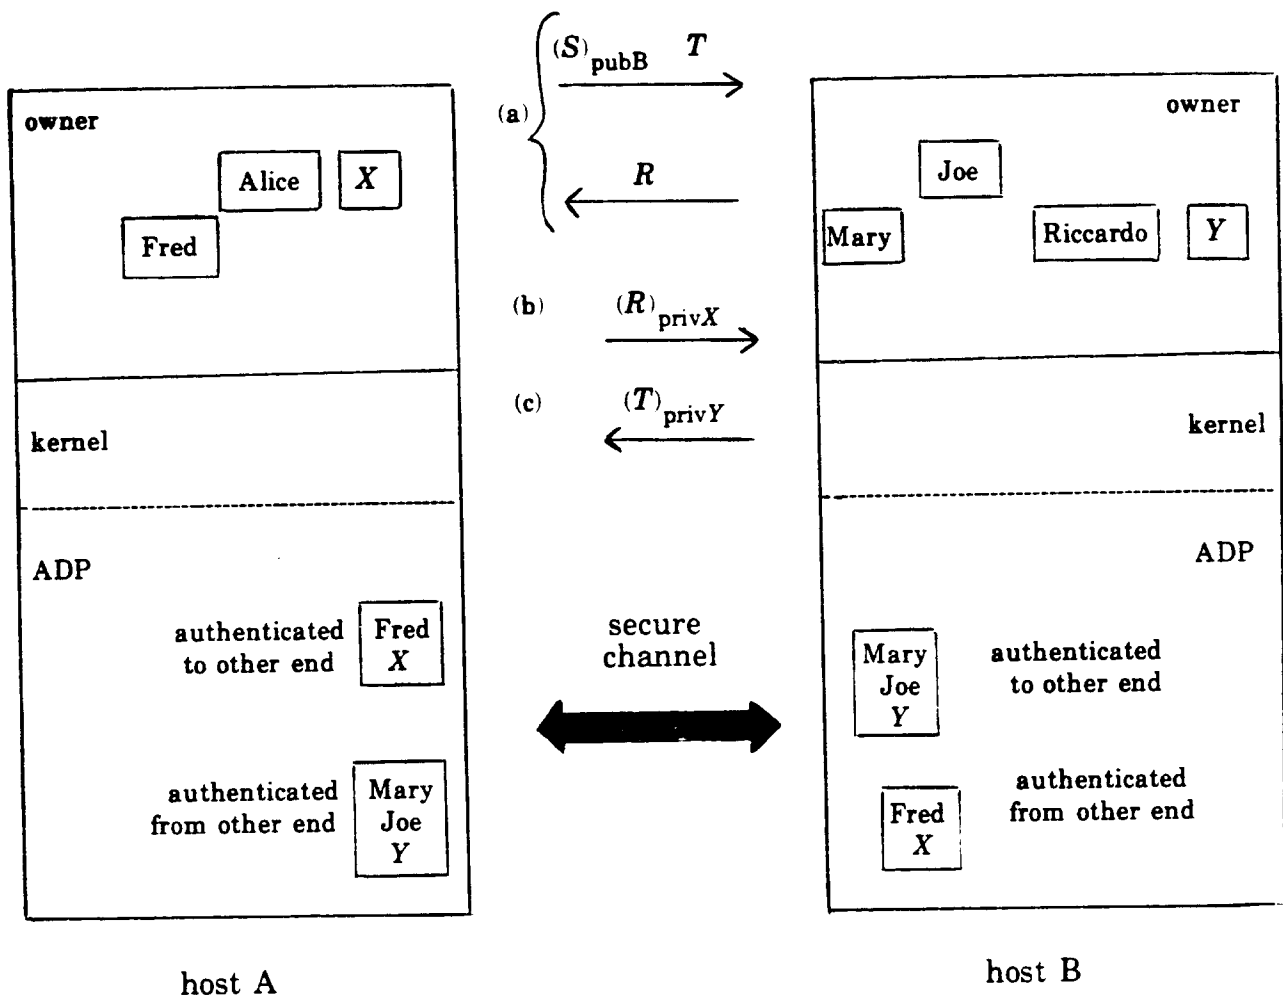 (S)pubB T
(a)
R
(b) (R)privX
(c) (T)privY
secure
channel
owner
Alice X
Fred
kernel
ADP
authenticated
to other end
Fred
X
authenticated
from other end
Mary
Joe
Y
host A
owner
Joe
Mary Riccardo Y
kernel
ADP
Mary
Joe
Y
authenticated
to other end
Fred
X
authenticated
from other end
host B